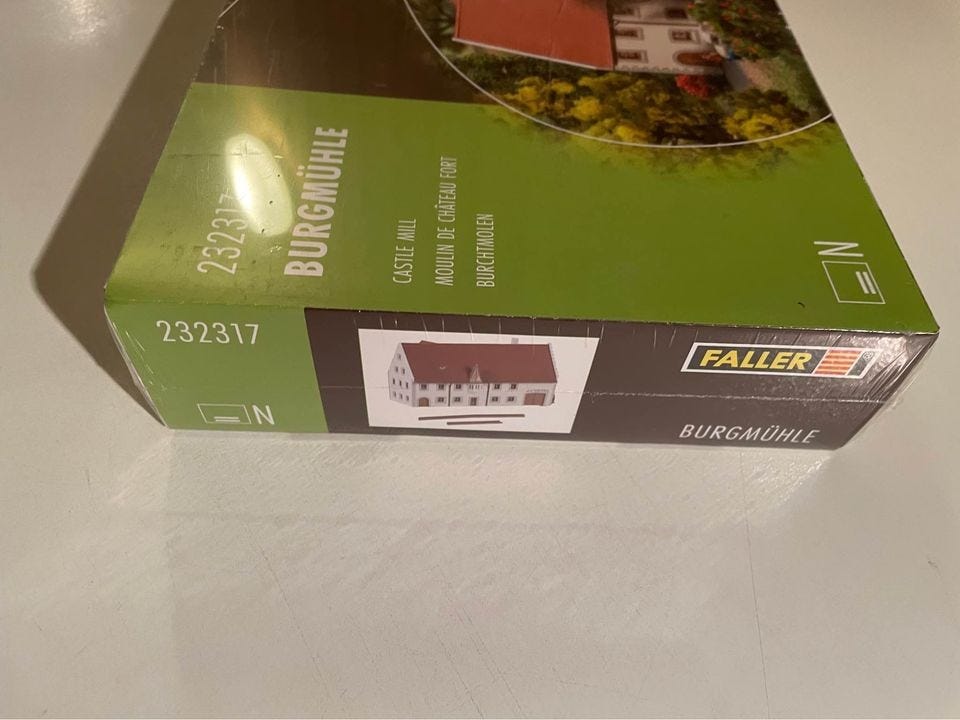 232317
BURGMÜHLE
CASTLE MILL
MOULIN DE CHÂTEAU FORT
BURCHTMOLEN
N
232317
N
FALLER ®
BURGMÜHLE